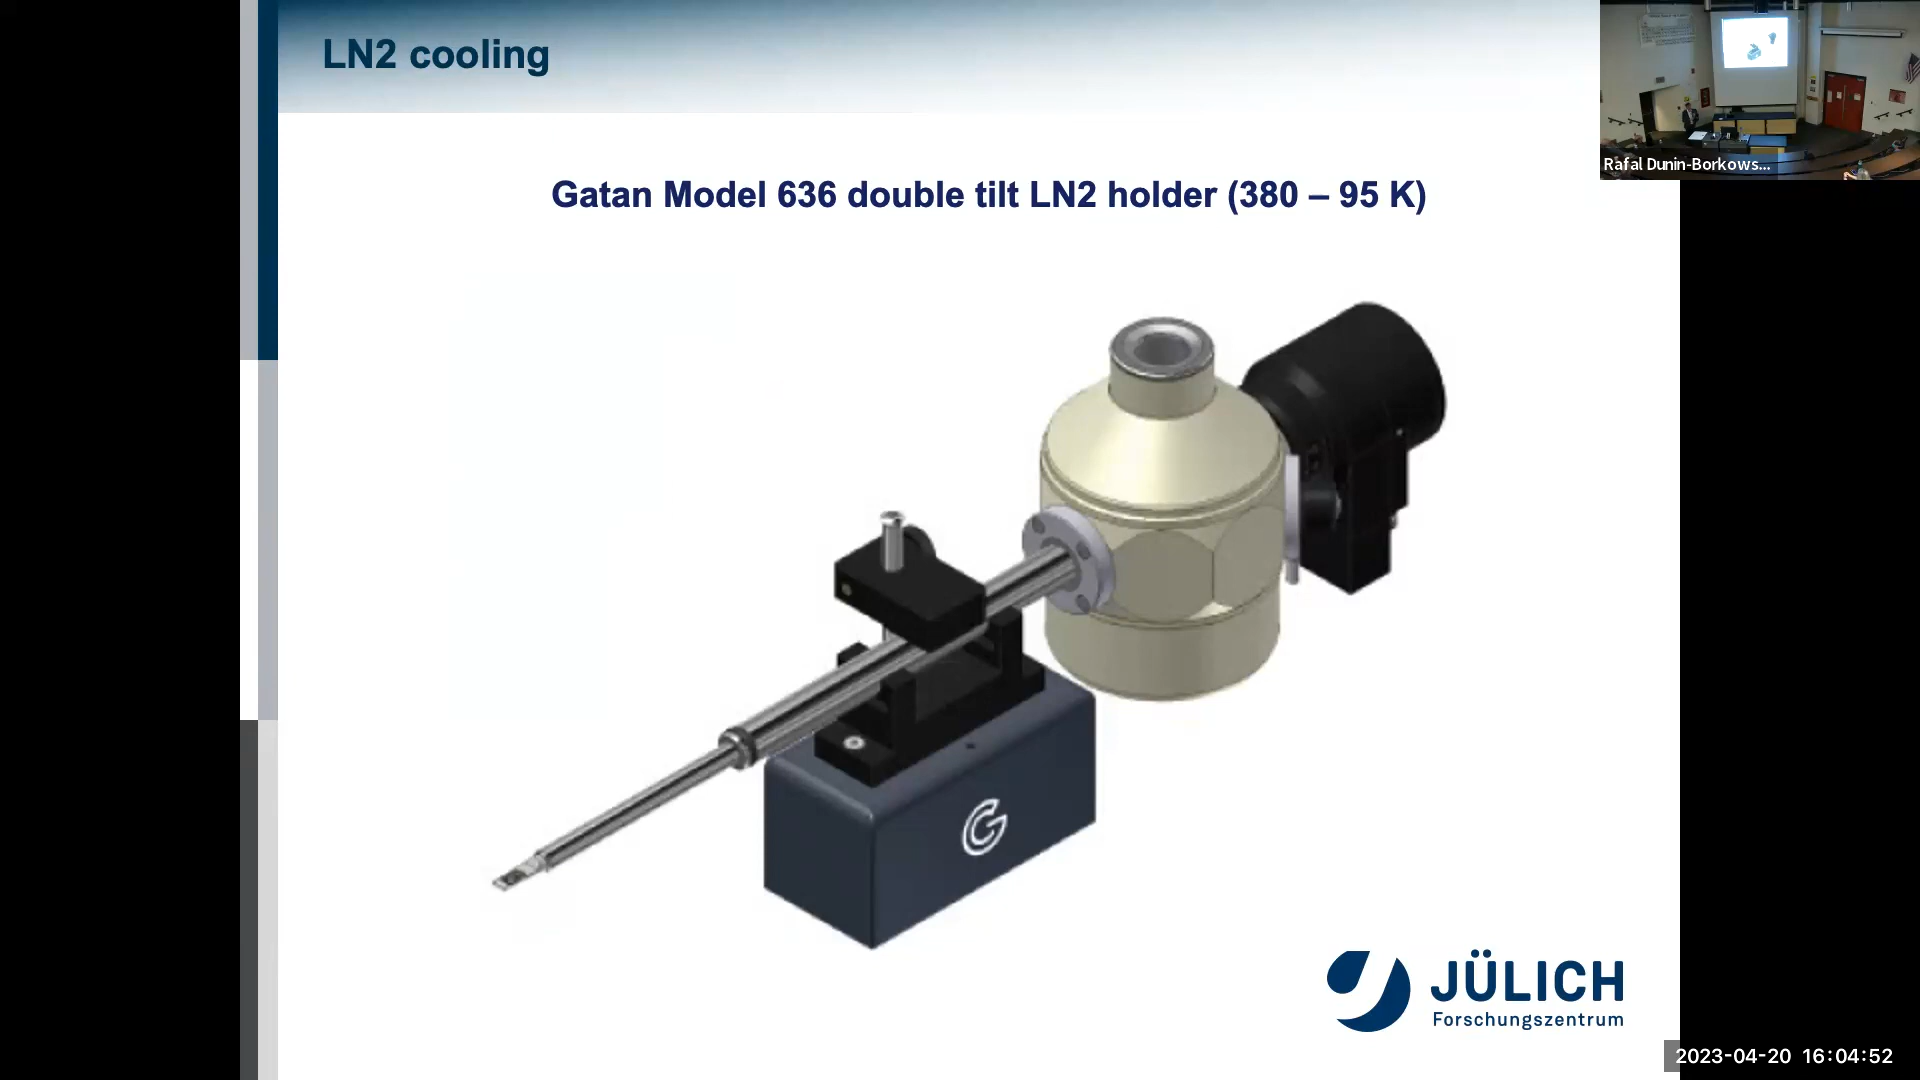 LN2 cooling
Rafal Dunin-Borkows...
Gatan Model 636 double tilt LN2 holder (380 – 95 K)
G
JÜLICH
Forschungszentrum
2023-04-20 16:04:52